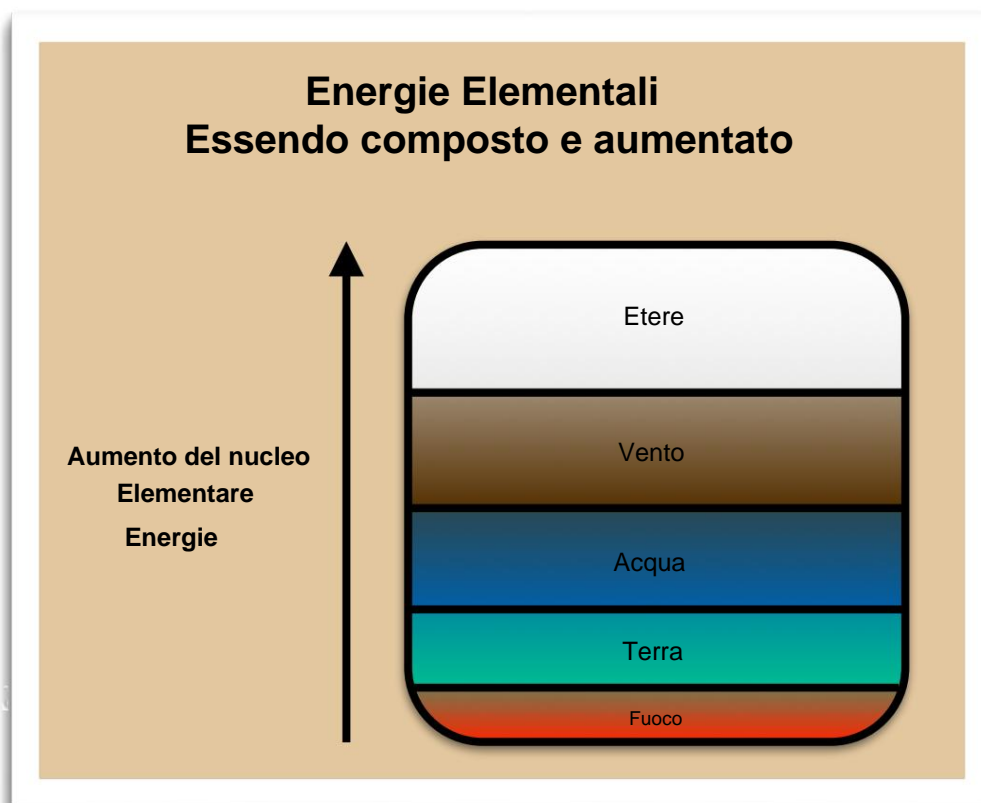 Energie Elementali
Essendo composto e aumentato
Etere
Vento
Aumento del nucleo
Elementare
Energie
Acqua
Terra
Fuoco